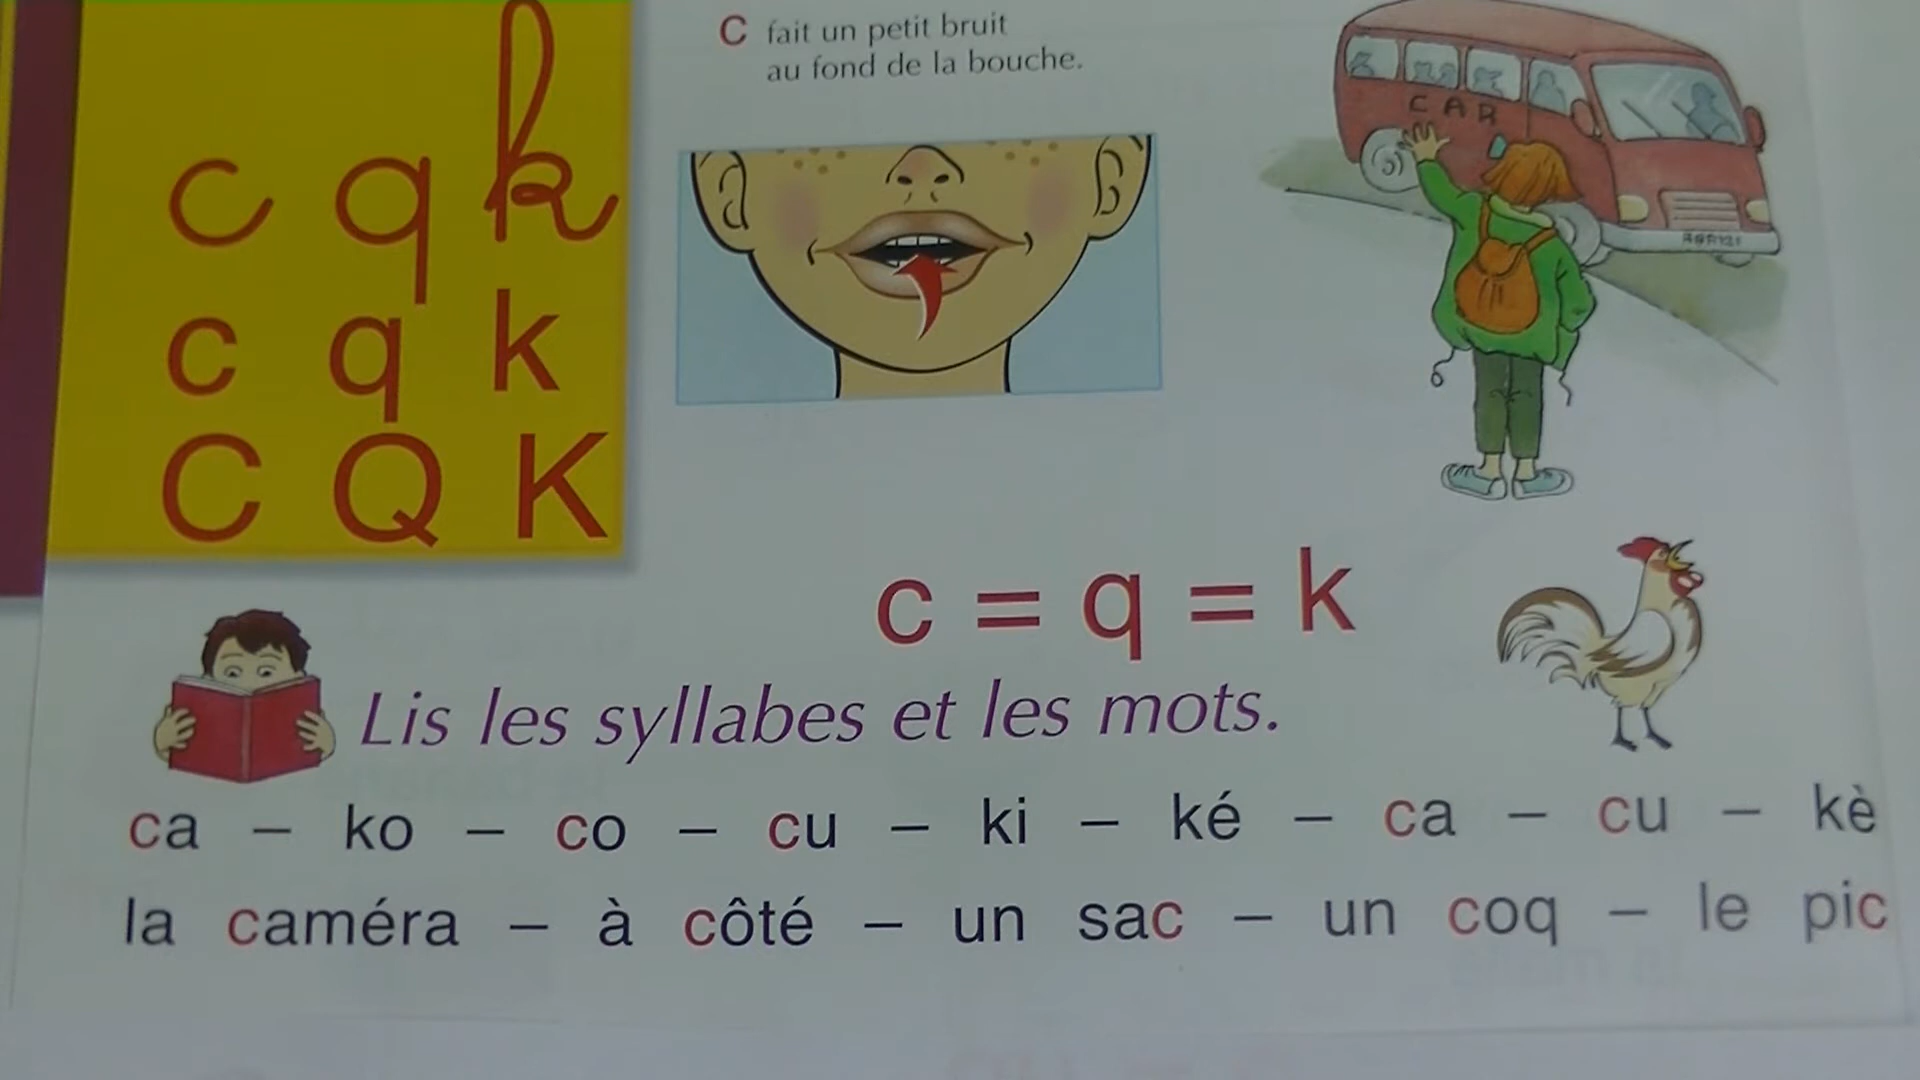 C fait un petit bruit
au fond de la bouche.
CAR
c q k
c q k
C Q K
c = q = k
Lis les syllabes et les mots.
ca – ko – co – cu – ki – ké – ca – cu – kè
la caméra – à côté – un sac – un coq – le pic